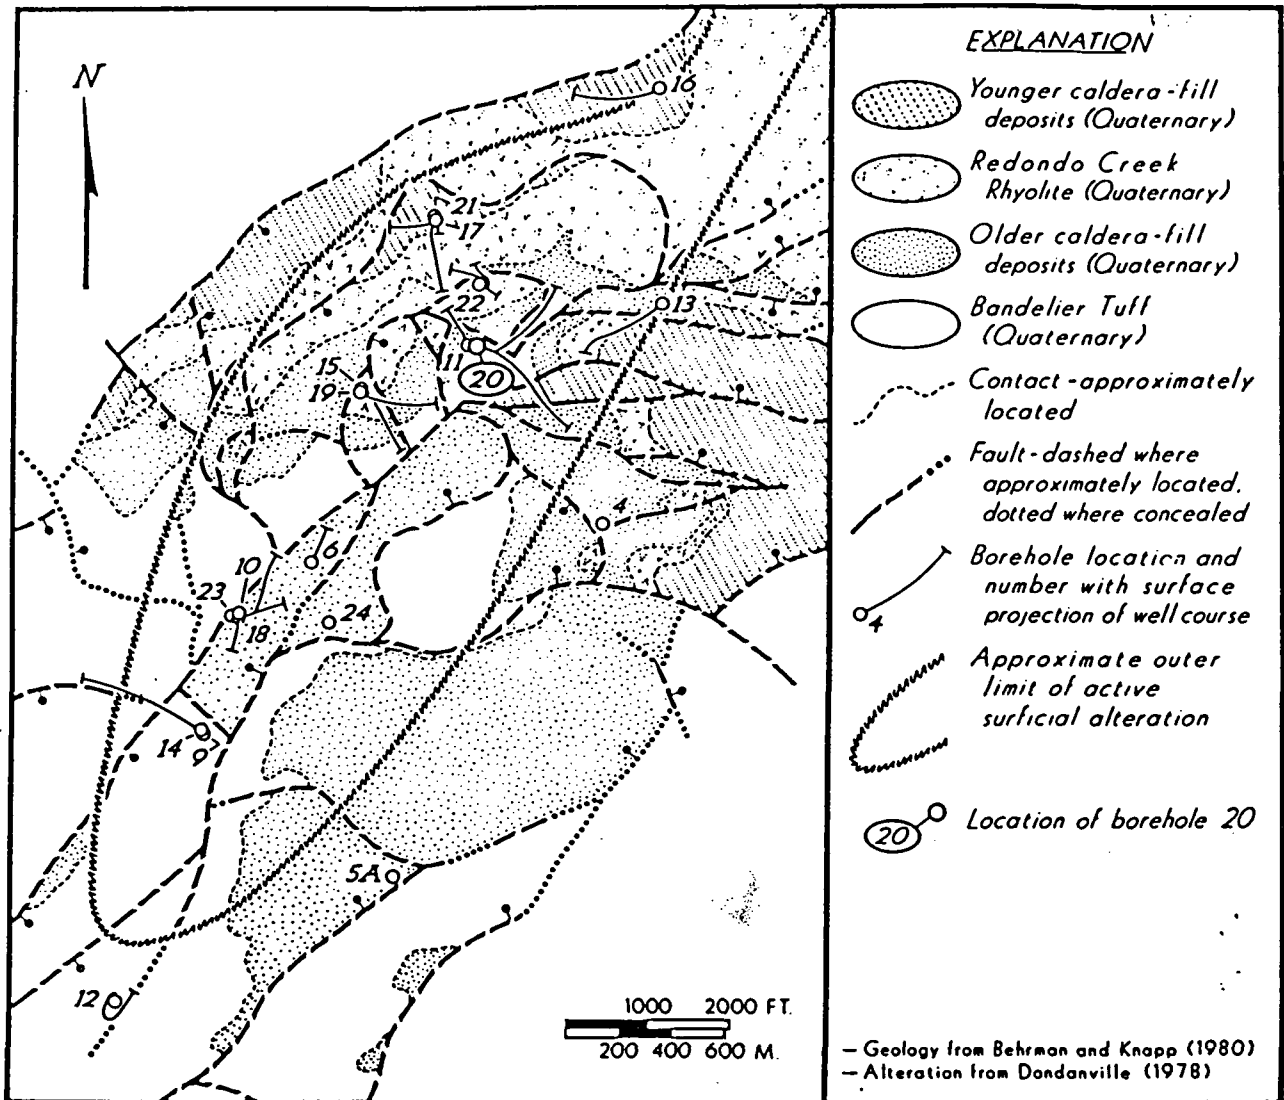 N
16
21
17
22
13
11
20
15
19
4
6
10
23
18
24
14
9
5A
12
1000 2000 FT.
200 400 600 M.
EXPLANATION
Younger caldera-fill
deposits (Quaternary)
Redondo Creek
Rhyolite (Quaternary)
Older caldera-fill
deposits (Quaternary)
Bandelier Tuff
(Quaternary)
Contact-approximately
located
Fault-dashed where
approximately located,
dotted where concealed
Borehole location and
number with surface
projection of well course
4
Approximate outer
limit of active
surficial alteration
20
Location of borehole 20
— Geology from Behrman and Knapp (1980)
— Alteration from Dondanville (1978)